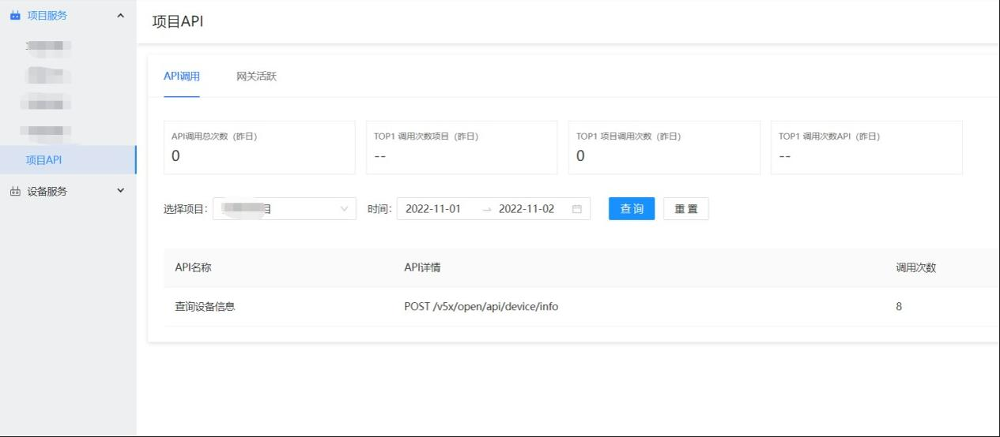 项目服务
项目API
设备服务
项目API
API调用
网关活跃
API调用总次数（昨日）
0
TOP1 调用次数项目（昨日）
--
TOP1 项目调用次数（昨日）
0
TOP1 调用次数API（昨日）
--
选择项目： 目 时间： 2022-11-01 → 2022-11-02 查 询 重 置
API名称 API详情 调用次数
查询设备信息 POST /v5x/open/api/device/info 8